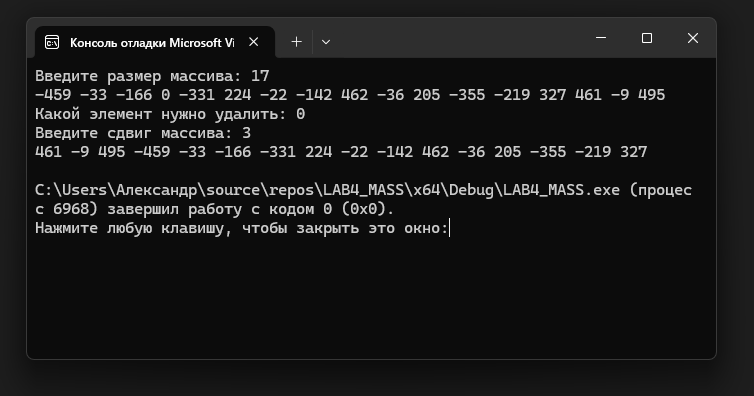 Консоль отладки Microsoft Vi
Введите размер массива: 17
-459 -33 -166 0 -331 224 -22 -142 462 -36 205 -355 -219 327 461 -9 495
Какой элемент нужно удалить: 0
Введите сдвиг массива: 3
461 -9 495 -459 -33 -166 -331 224 -22 -142 462 -36 205 -355 -219 327
C:\Users\Александр\source\repos\LAB4_MASS\x64\Debug\LAB4_MASS.exe (процес
с 6968) завершил работу с кодом 0 (0x0).
Нажмите любую клавишу, чтобы закрыть это окно: